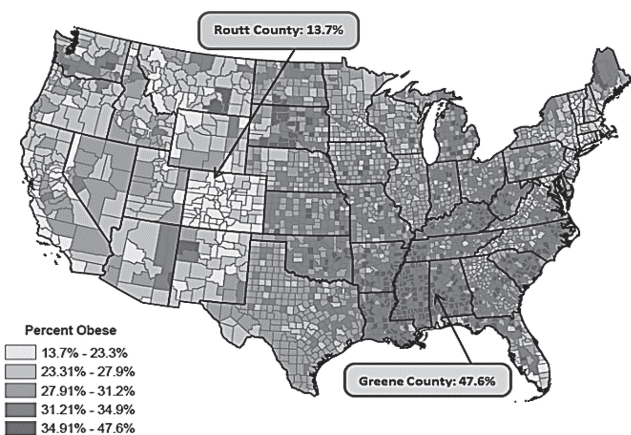 Routt County: 13.7%
Percent Obese
13.7% - 23.3%
23.31% - 27.9%
27.91% - 31.2%
31.21% - 34.9%
34.91% - 47.6%
Greene County: 47.6%